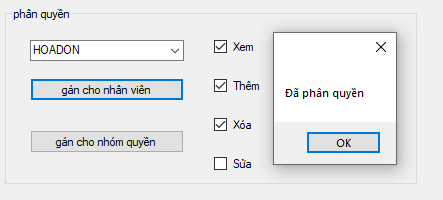 phân quyền
HOADON
gán cho nhân viên
gán cho nhóm quyền
Xem
Thêm
Xóa
Sửa
Đã phân quyền
OK